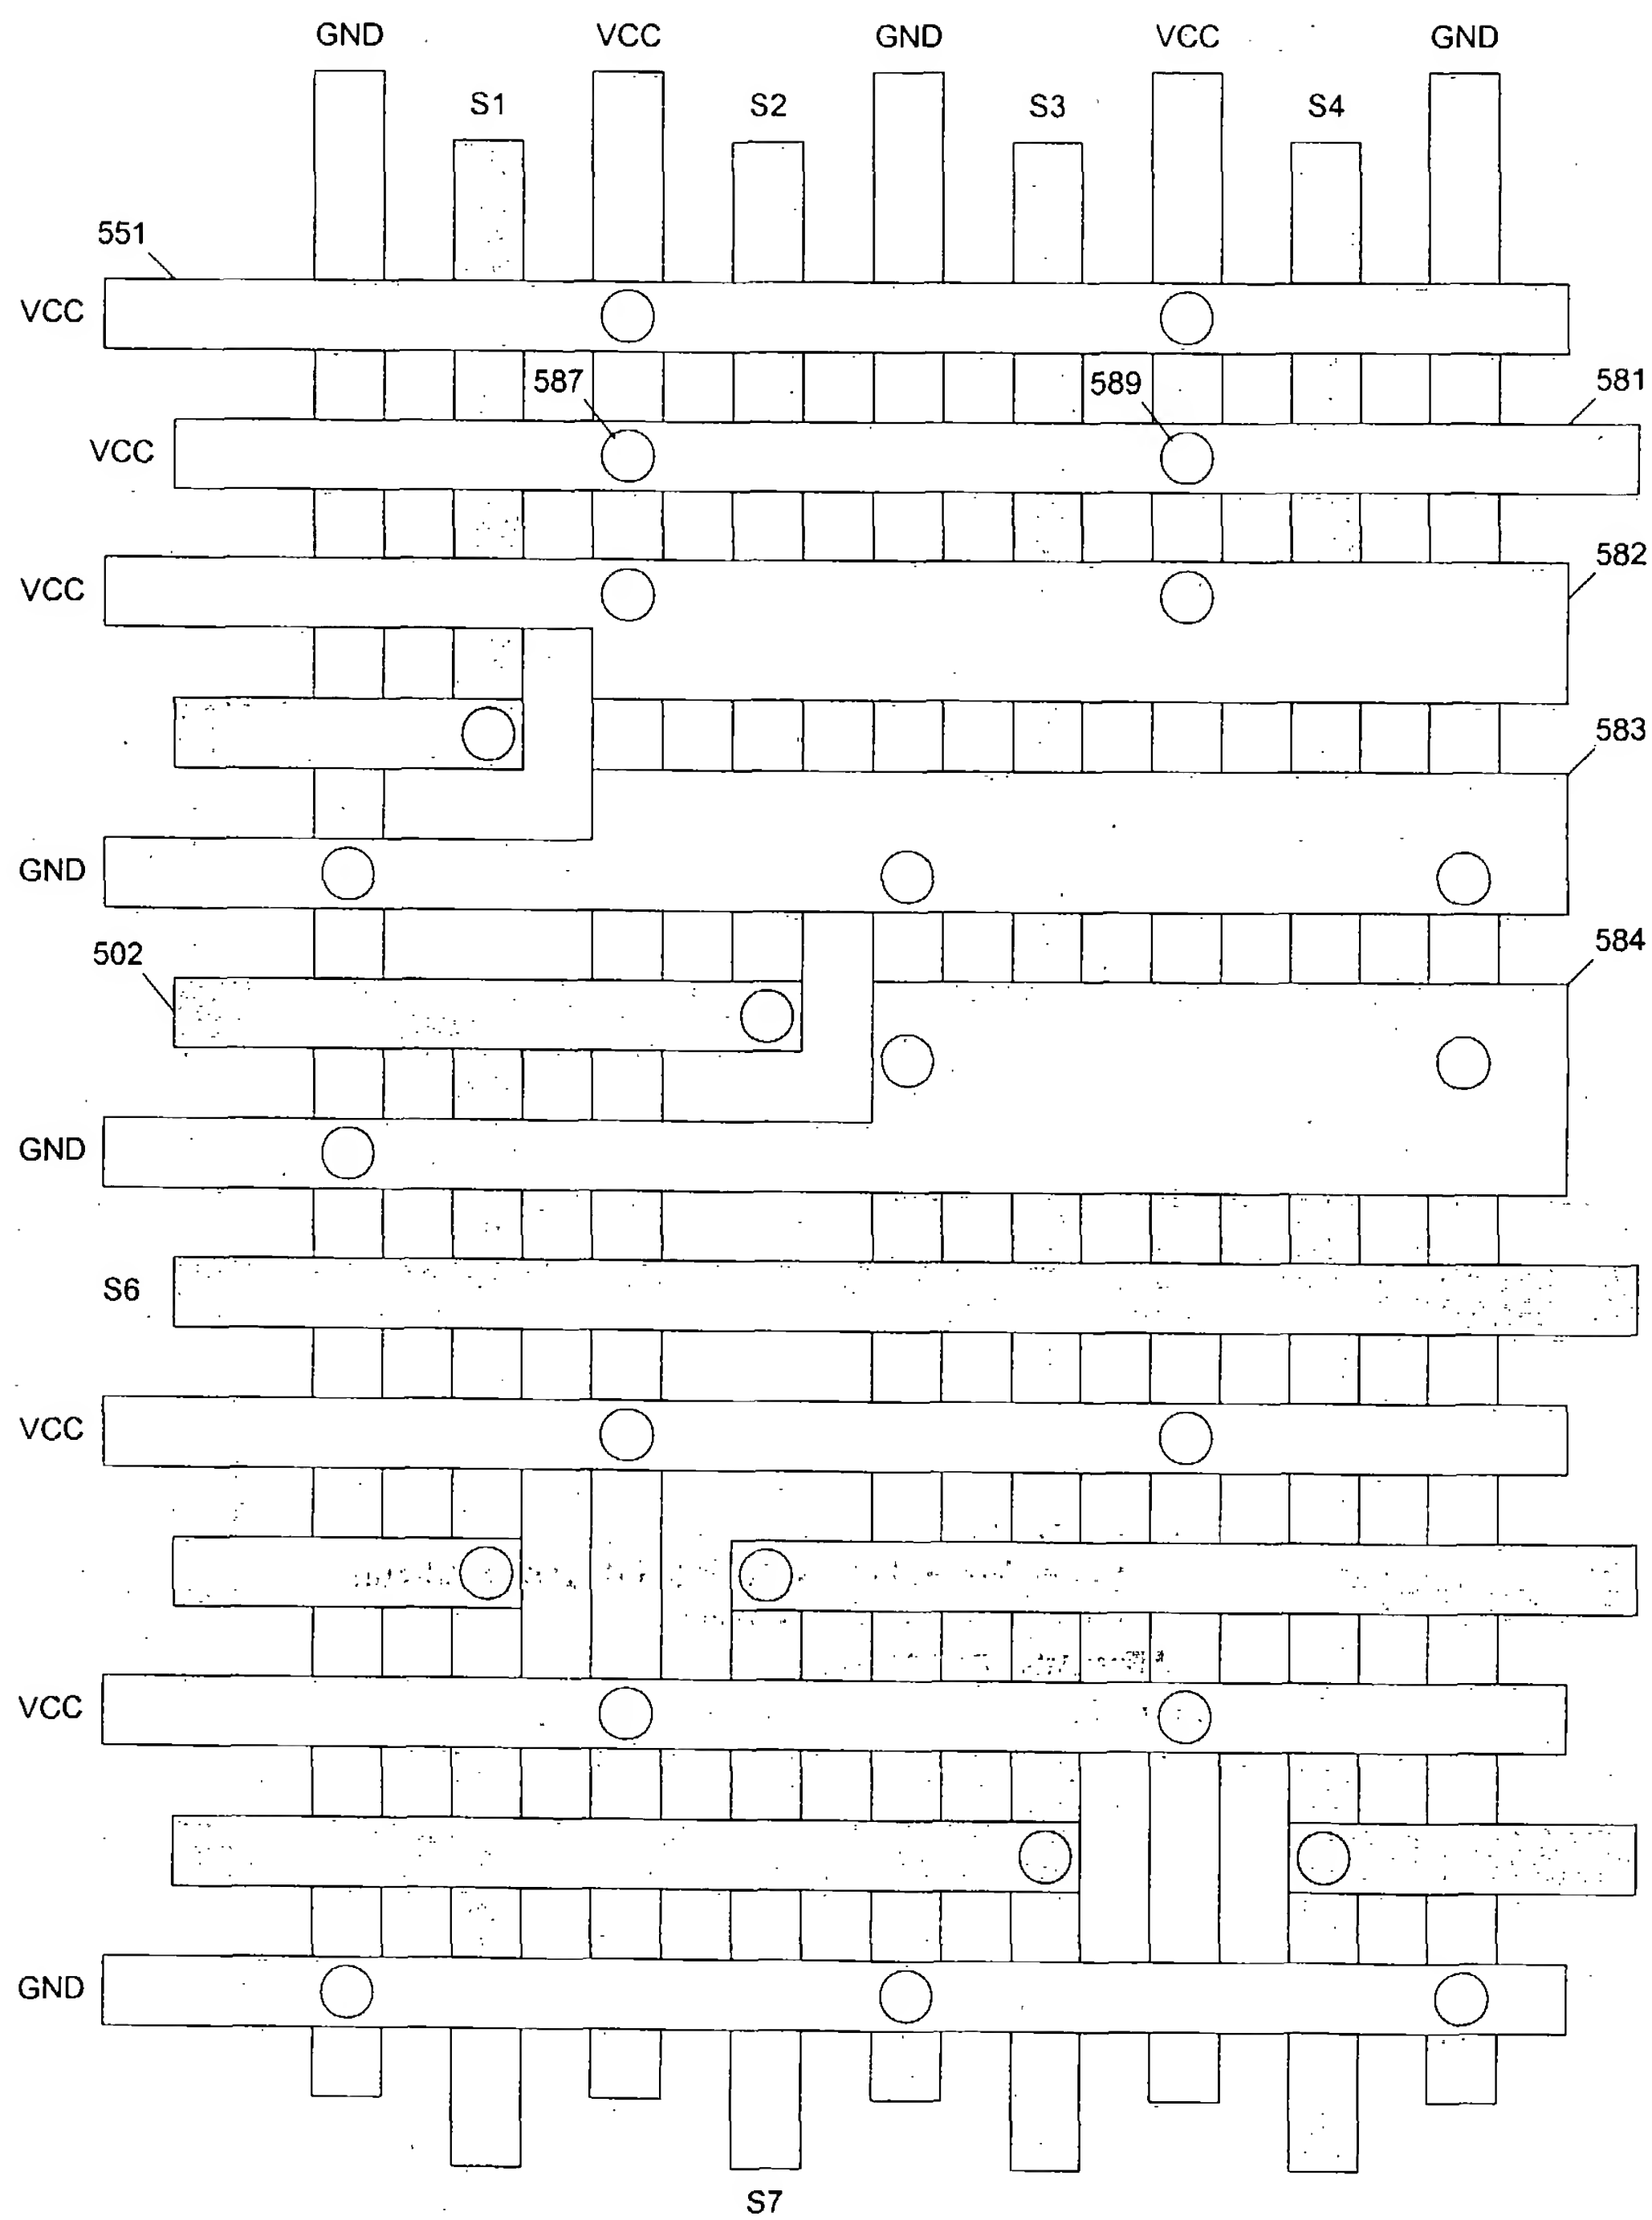 GND
VCC
GND
VCC
GND
S1
S2
S3
S4
551
VCC
587
589
581
VCC
582
VCC
583
GND
502
584
GND
S6
VCC
VCC
GND
S7